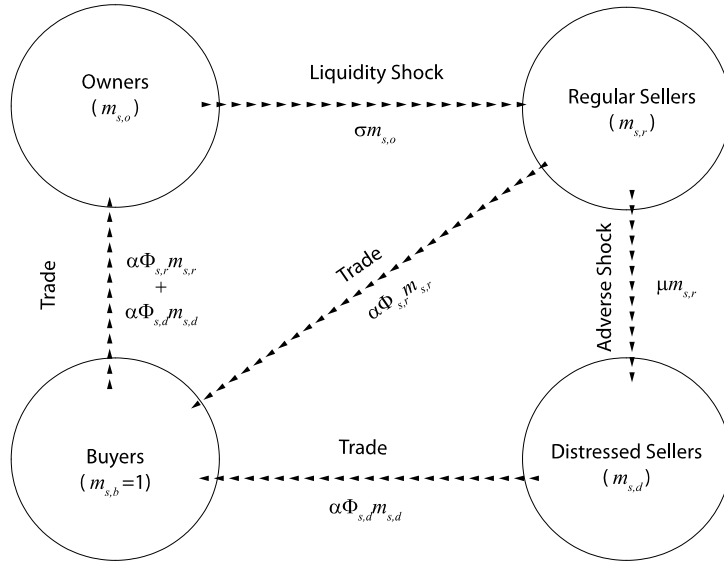 Owners
(m_{s,o})
Liquidity Shock
σm_{s,o}
Regular Sellers
(m_{s,r})
Trade
αΦ_{s,r}m_{s,r}
+
αΦ_{s,d}m_{s,d}
Trade
αΦ_{s,r}m_{s,r}
Adverse Shock
μm_{s,r}
Buyers
(m_{s,b}=1)
Trade
αΦ_{s,d}m_{s,d}
Distressed Sellers
(m_{s,d})